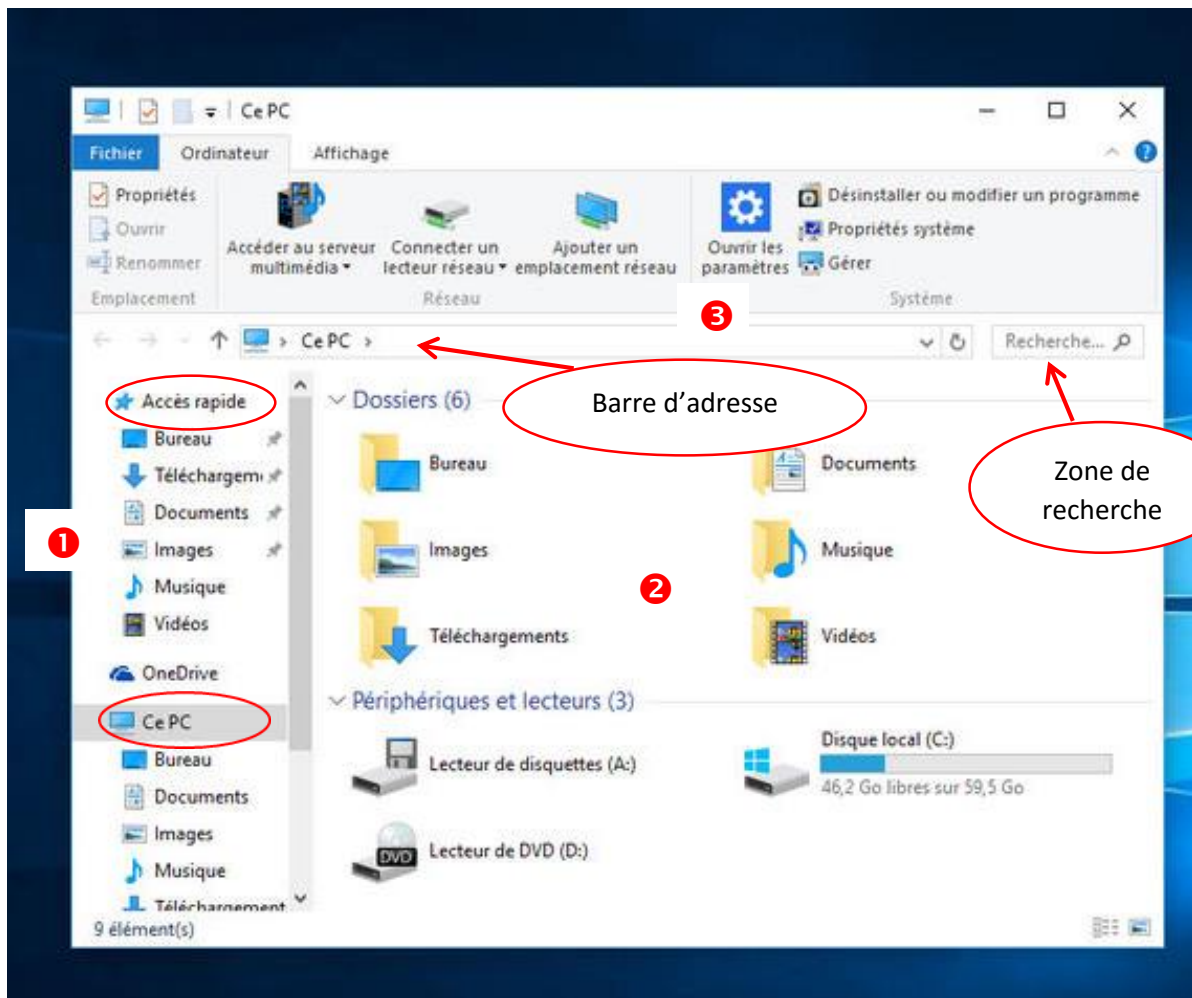 Ce PC
Fichier Ordinateur Affichage
Propriétés
Ouvrir
Renommer
Emplacement
Accéder au serveur multimédia
Connecter un lecteur réseau
Ajouter un emplacement réseau
Réseau
Ouvrir les paramètres
Désinstaller ou modifier un programme
Propriétés système
Gérer
Système
❸
Ce PC
Recherche...
Barre d'adresse
Zone de
recherche
❶
Accès rapide
Bureau
Téléchargem
Documents
Images
Musique
Vidéos
OneDrive
Ce PC
Bureau
Documents
Images
Musique
Téléchargement
❷
Dossiers (6)
Bureau
Documents
Images
Musique
Téléchargements
Vidéos
Périphériques et lecteurs (3)
Lecteur de disquettes (A:)
Disque local (C:)
46,2 Go libres sur 59,5 Go
DVD
Lecteur de DVD (D:)
9 élément(s)